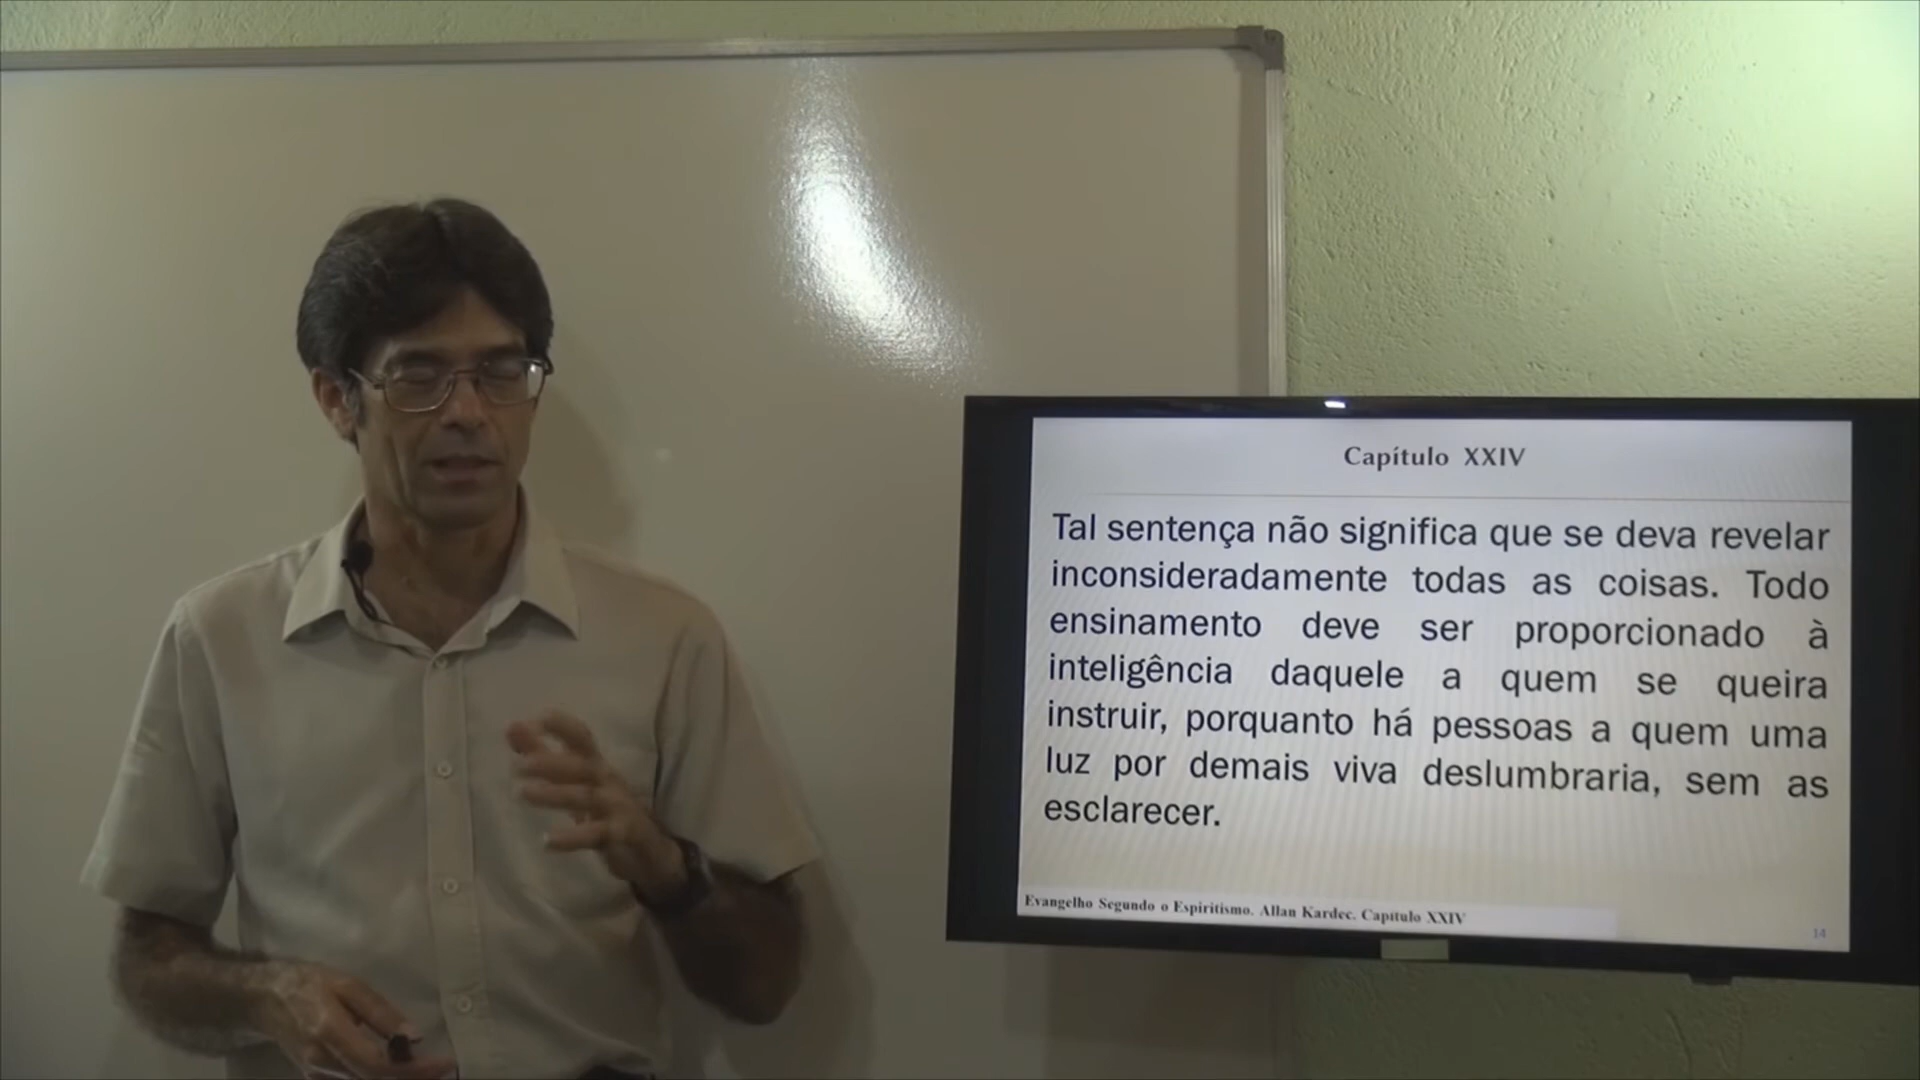 Capítulo XXIV
Tal sentença não significa que se deva revelar
inconsideradamente todas as coisas. Todo
ensinamento deve ser proporcionado à
inteligência daquele a quem se queira
instruir, porquanto há pessoas a quem uma
luz por demais viva deslumbraria, sem as
esclarecer.
Evangelho Segundo o Espiritismo. Allan Kardec. Capítulo XXIV
14